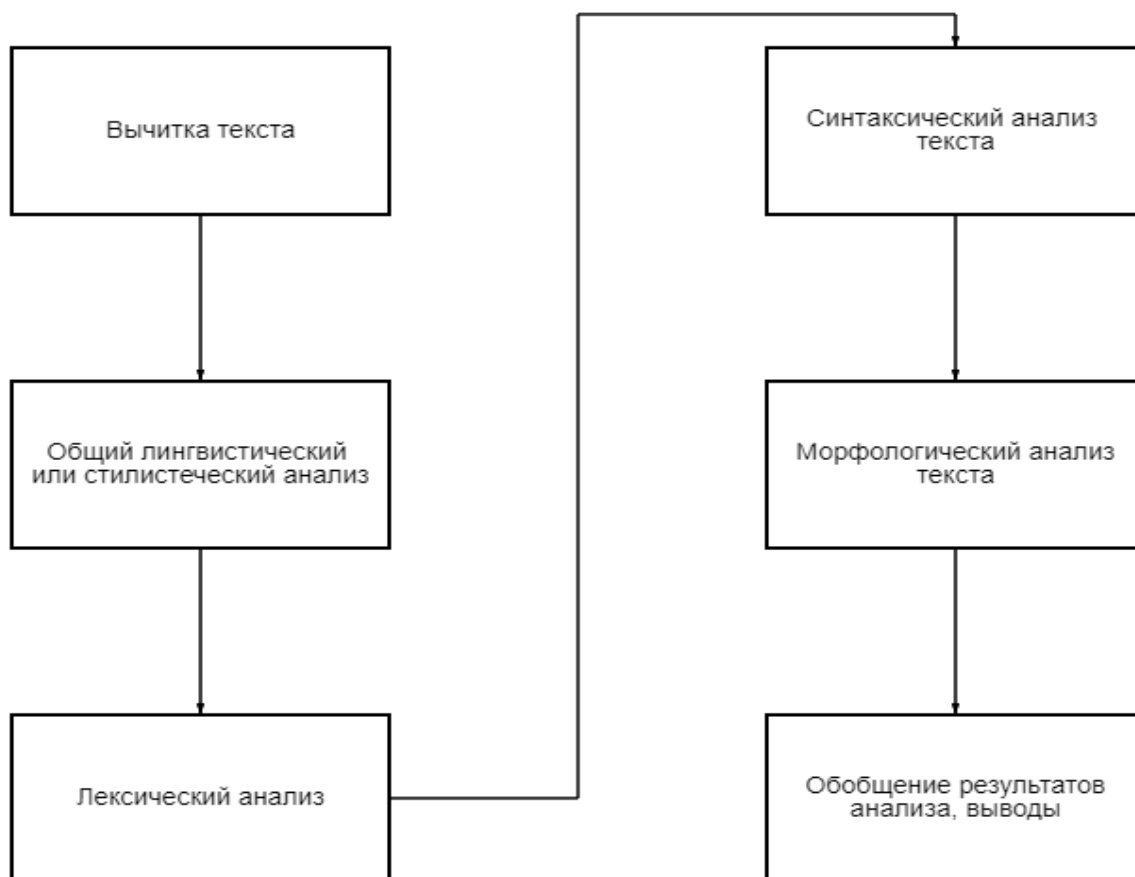 Вычитка текста
Общий лингвистический
или стилистеческий анализ
Лексический анализ
Синтаксический анализ
текста
Морфологический анализ
текста
Обобщение результатов
анализа, выводы